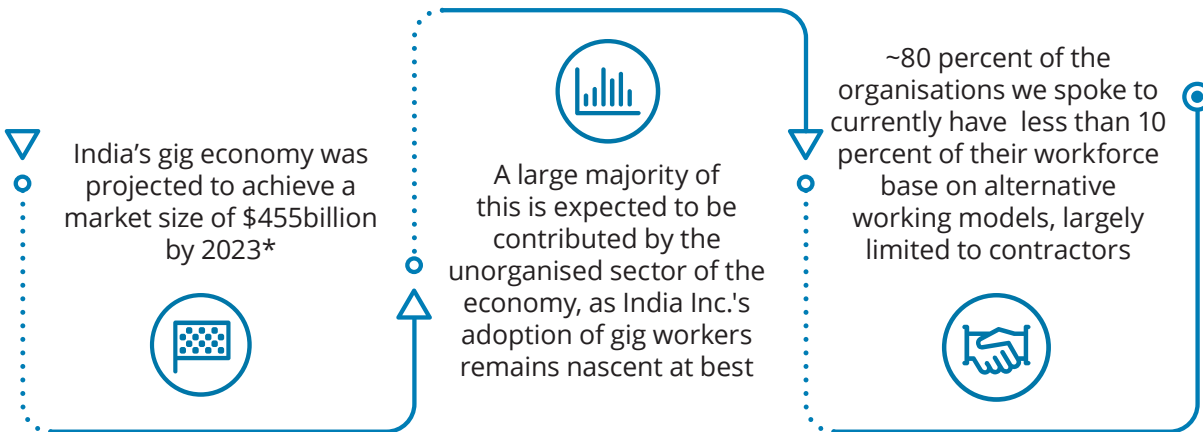 India’s gig economy was
projected to achieve a
market size of $455billion
by 2023*
A large majority of
this is expected to be
contributed by the
unorganised sector of the
economy, as India Inc.'s
adoption of gig workers
remains nascent at best
~80 percent of the
organisations we spoke to
currently have  less than 10
percent of their workforce
base on alternative
working models, largely
limited to contractors